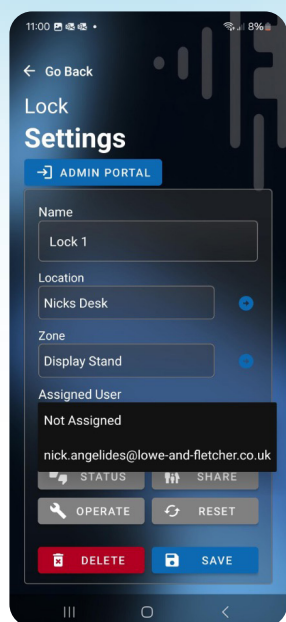 11:00
8%
Go Back
Lock
Settings
ADMIN PORTAL
Name
Lock 1
Location
Nicks Desk
Zone
Display Stand
Assigned User
Not Assigned
nick.angelides@lowe-and-fletcher.co.uk
STATUS SHARE
OPERATE RESET
DELETE SAVE